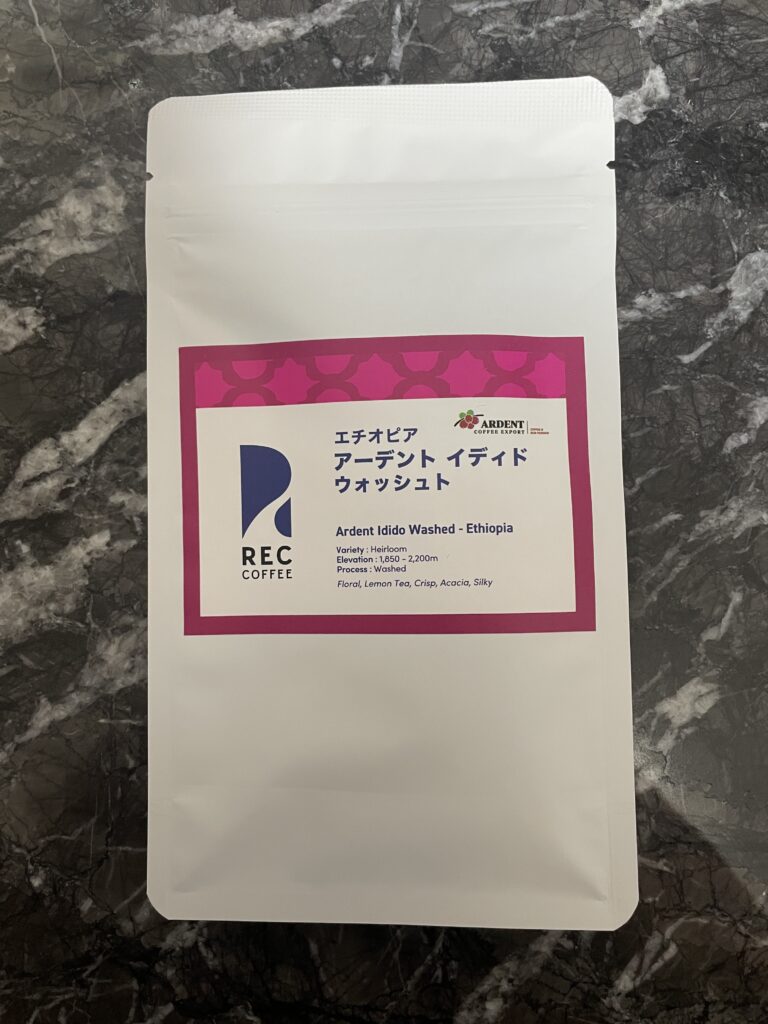 ARDENT
COFFEE EXPORT
エチオピア
アーデント イディド
ウォッシュト
REC
COFFEE
Ardent Idido Washed - Ethiopia
Variety : Heirloom
Elevation : 1,850 - 2,200m
Process : Washed
Floral, Lemon Tea, Crisp, Acacia, Silky